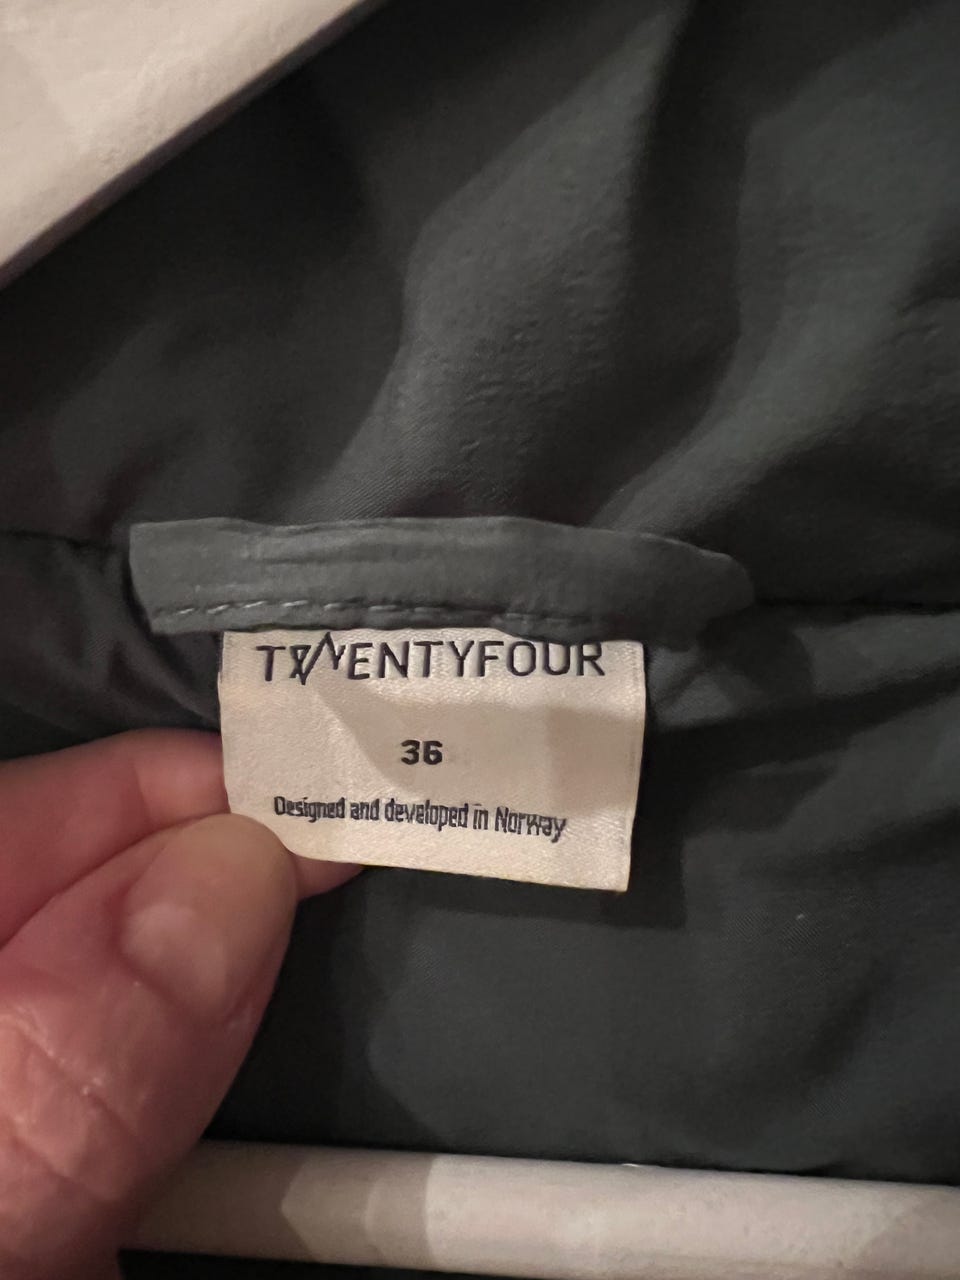 TWENTYFOUR
36
Designed and developed in Norway